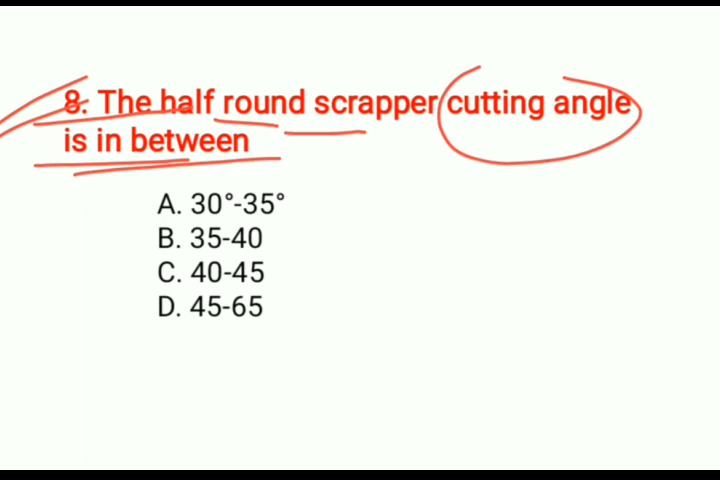 8. The half round scrapper cutting angle
is in between
A. 30°-35°
B. 35-40
C. 40-45
D. 45-65